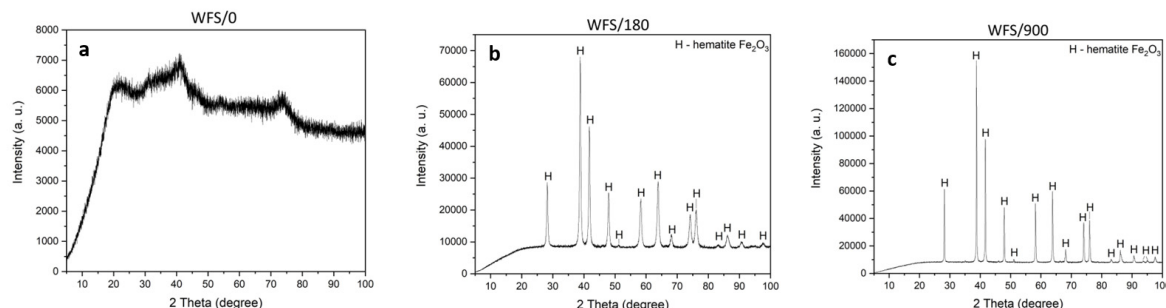 WFS/0
a
8000
7000
6000
5000
4000
3000
2000
1000
0
Intensity (a. u.)
10 20 30 40 50 60 70 80 90 100
2 Theta (degree)
WFS/180
b
H - hematite Fe₂O₃
70000
60000
50000
40000
30000
20000
10000
0
Intensity (a. u.)
H H H H H H H H H H H H H H
10 20 30 40 50 60 70 80 90 100
2 Theta (degree)
WFS/900
c
H - hematite Fe₂O₃
160000
140000
120000
100000
80000
60000
40000
20000
0
Intensity (a. u.)
H H H H H H H H H H H H H H H
10 20 30 40 50 60 70 80 90 100
2 Theta (degree)